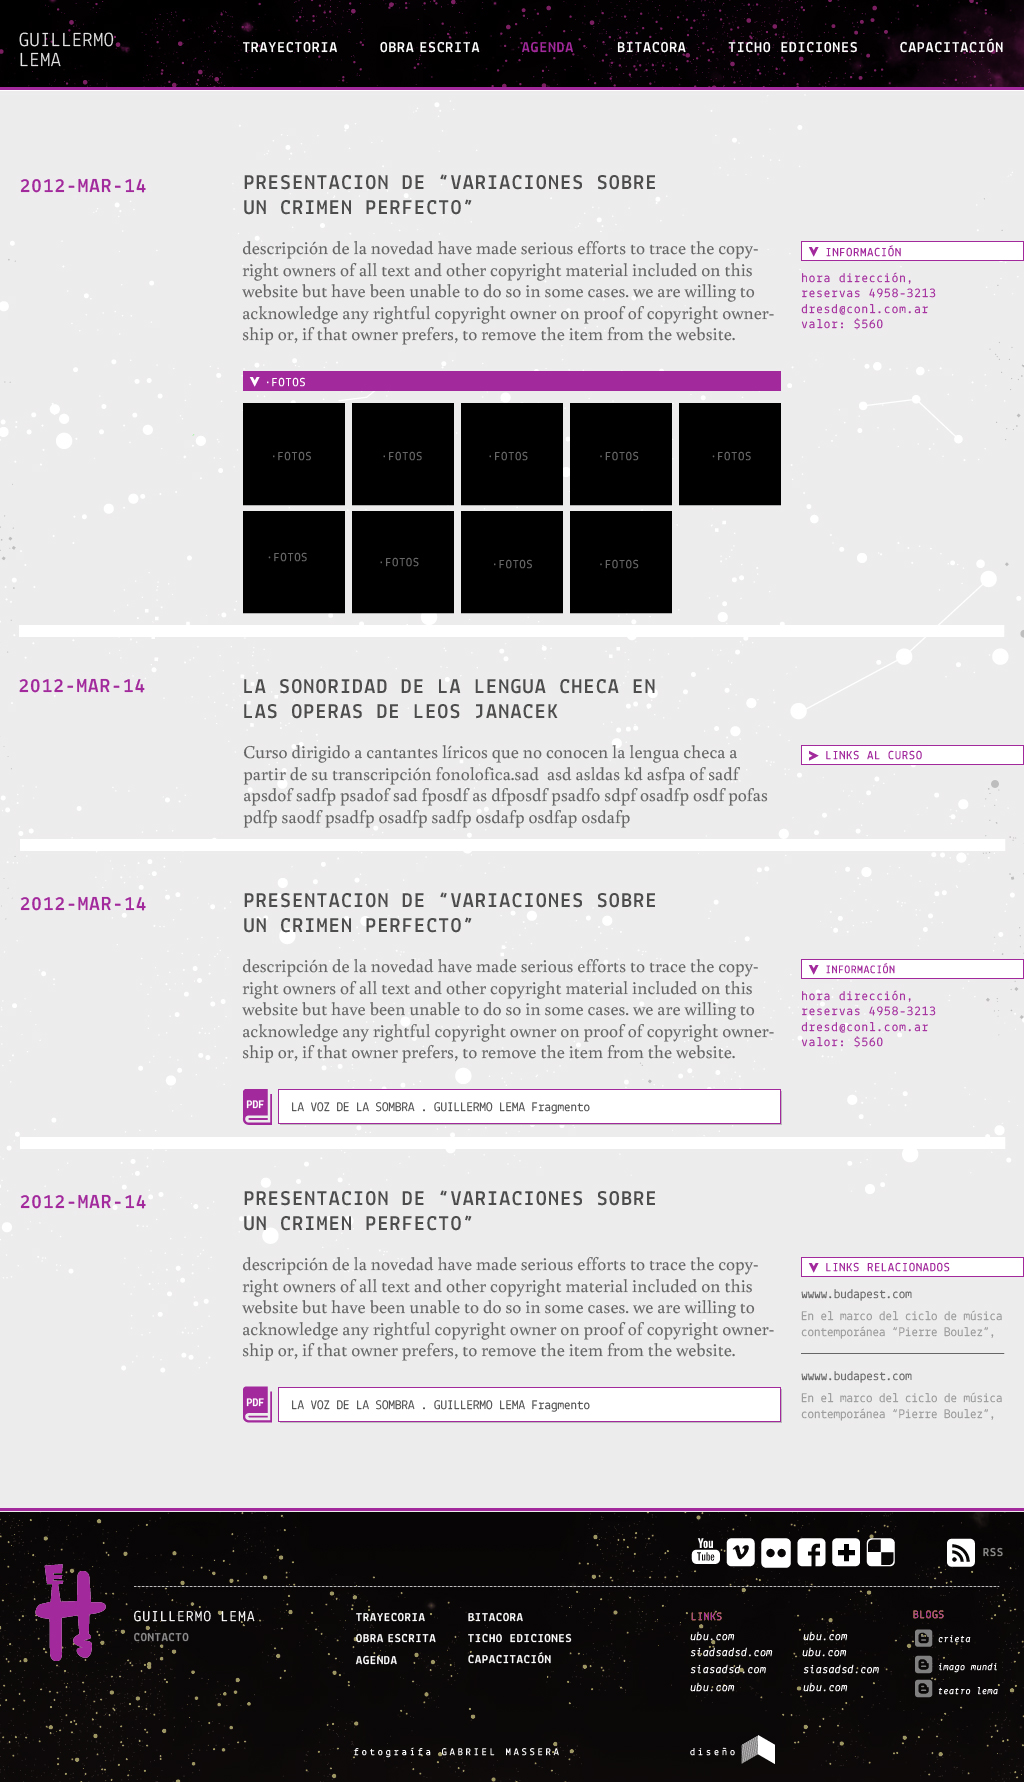 GUILLERMO
LEMA
TRAYECTORIA OBRA ESCRITA AGENDA BITACORA TICHO EDICIONES CAPACITACIÓN
2012-MAR-14
PRESENTACION DE “VARIACIONES SOBRE
UN CRIMEN PERFECTO”
descripción de la novedad have made serious efforts to trace the copy-
right owners of all text and other copyright material included on this
website but have been unable to do so in some cases. we are willing to
acknowledge any rightful copyright owner on proof of copyright owner-
ship or, if that owner prefers, to remove the item from the website.
INFORMACIÓN
hora dirección,
reservas 4958-3213
dresd@conl.com.ar
valor: $560
·FOTOS
·FOTOS ·FOTOS ·FOTOS ·FOTOS ·FOTOS
·FOTOS ·FOTOS ·FOTOS ·FOTOS
2012-MAR-14
LA SONORIDAD DE LA LENGUA CHECA EN
LAS OPERAS DE LEOS JANACEK
Curso dirigido a cantantes líricos que no conocen la lengua checa a
partir de su transcripción fonolofica.sad  asd asldas kd asfpa of sadf
apsdof sadfp psadof sad fposdf as dfposdf psadfo sdpf osadfp osdf pofas
pdfp saodf psadfp osadfp sadfp osdafp osdfap osdafp
LINKS AL CURSO
2012-MAR-14
PRESENTACION DE “VARIACIONES SOBRE
UN CRIMEN PERFECTO”
descripción de la novedad have made serious efforts to trace the copy-
right owners of all text and other copyright material included on this
website but have been unable to do so in some cases. we are willing to
acknowledge any rightful copyright owner on proof of copyright owner-
ship or, if that owner prefers, to remove the item from the website.
INFORMACIÓN
hora dirección,
reservas 4958-3213
dresd@conl.com.ar
valor: $560
PDF LA VOZ DE LA SOMBRA . GUILLERMO LEMA Fragmento
2012-MAR-14
PRESENTACION DE “VARIACIONES SOBRE
UN CRIMEN PERFECTO”
descripción de la novedad have made serious efforts to trace the copy-
right owners of all text and other copyright material included on this
website but have been unable to do so in some cases. we are willing to
acknowledge any rightful copyright owner on proof of copyright owner-
ship or, if that owner prefers, to remove the item from the website.
LINKS RELACIONADOS
wwww.budapest.com
En el marco del ciclo de música
contemporánea “Pierre Boulez”,
wwww.budapest.com
En el marco del ciclo de música
contemporánea “Pierre Boulez”,
PDF LA VOZ DE LA SOMBRA . GUILLERMO LEMA Fragmento
You
Tube
RSS
GUILLERMO LEMA
CONTACTO
TRAYECORIA
OBRA ESCRITA
AGENDA
BITACORA
TICHO EDICIONES
CAPACITACIÓN
LINKS
ubu.com
siadsadsd.com
siasadsd.com
ubu.com
ubu.com
ubu.com
siasadsd.com
ubu.com
BLOGS
crieta
imago mundi
teatro lema
fotograífa GABRIEL MASSERA
diseño